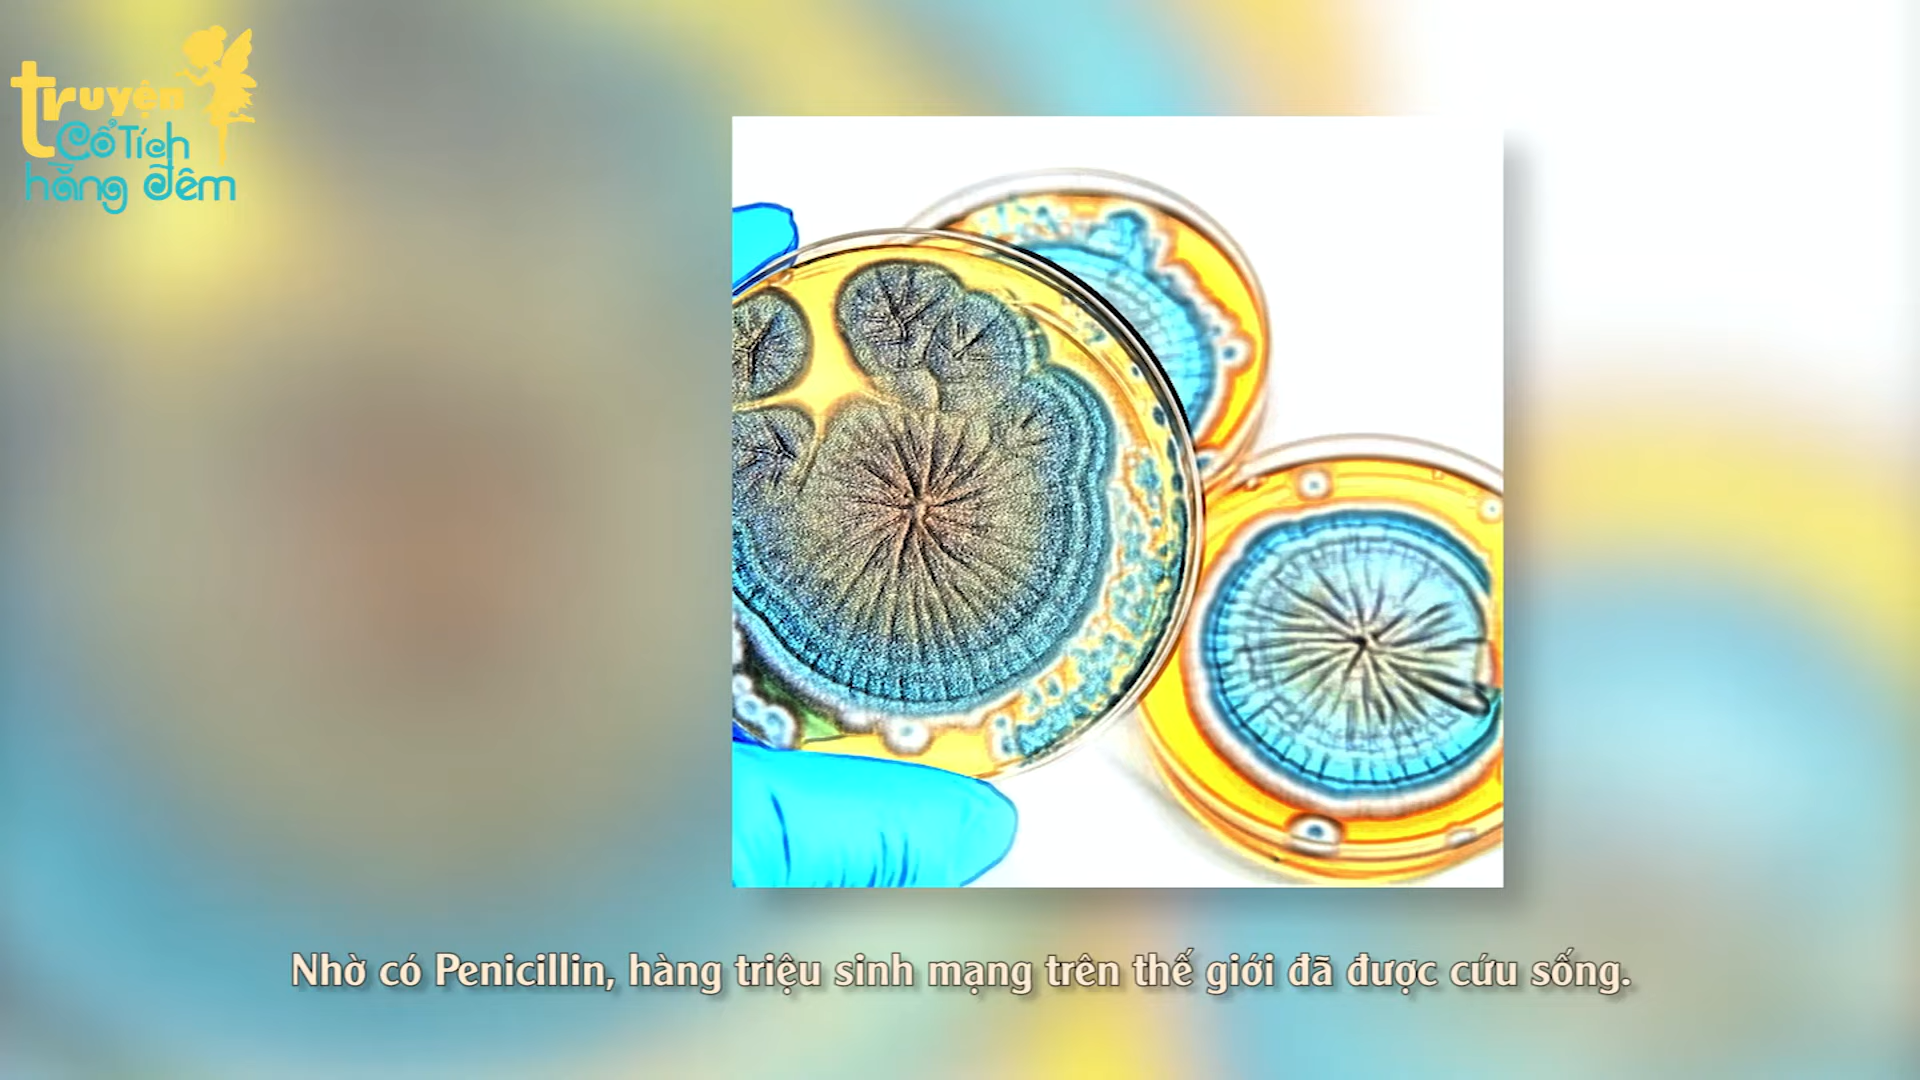 truyện
Cổ Tích
hằng đêm
Nhờ có Penicillin, hàng triệu sinh mạng trên thế giới đã được cứu sống.